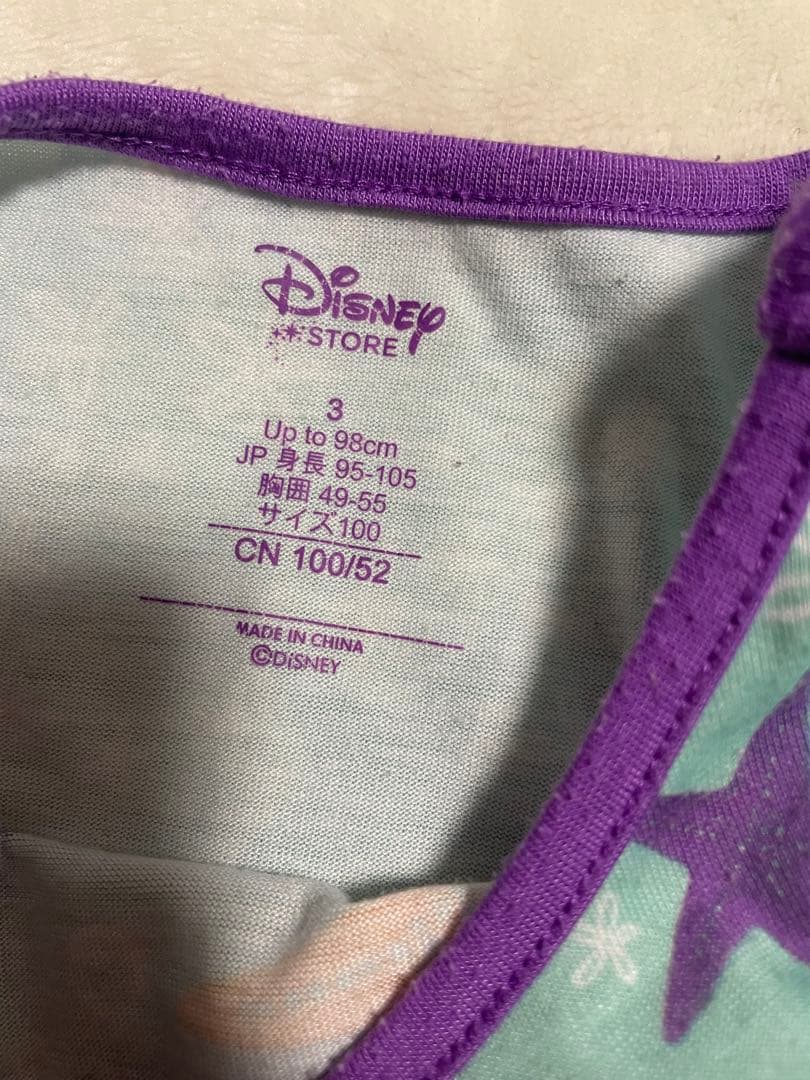 Disney
STORE
3
Up to 98cm
JP 身長 95-105
胸囲 49-55
サイズ100
CN 100/52
MADE IN CHINA
©DISNEY